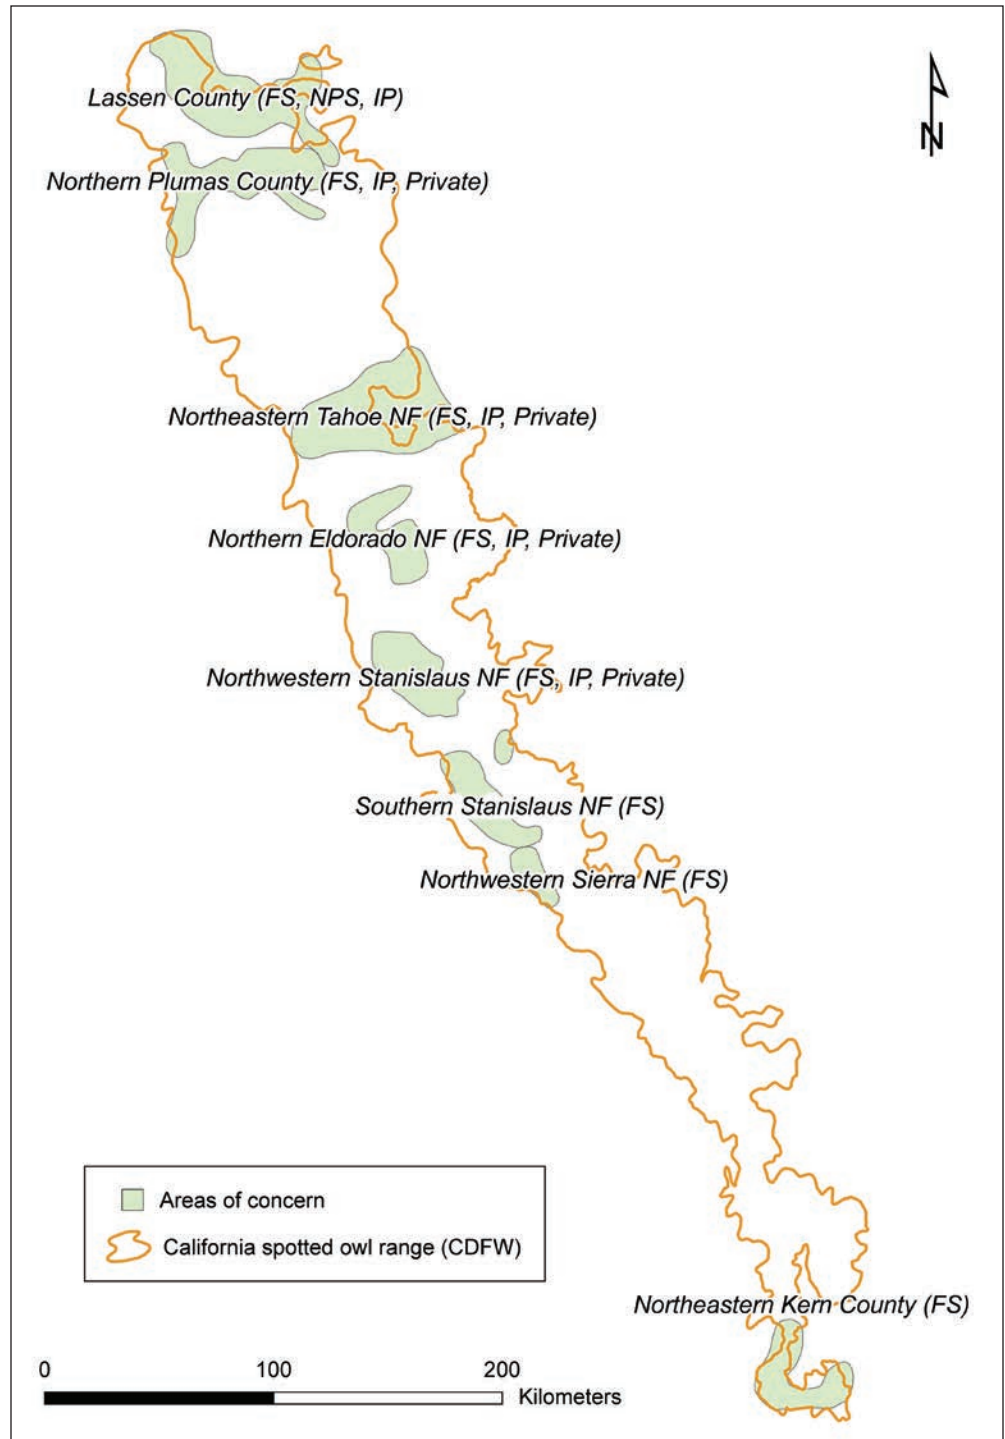 N
Lassen County (FS, NPS, IP)
Northern Plumas County (FS, IP, Private)
Northeastern Tahoe NF (FS, IP, Private)
Northern Eldorado NF (FS, IP, Private)
Northwestern Stanislaus NF (FS, IP, Private)
Southern Stanislaus NF (FS)
Northwestern Sierra NF (FS)
Areas of concern
California spotted owl range (CDFW)
Northeastern Kern County (FS)
0 100 200
Kilometers